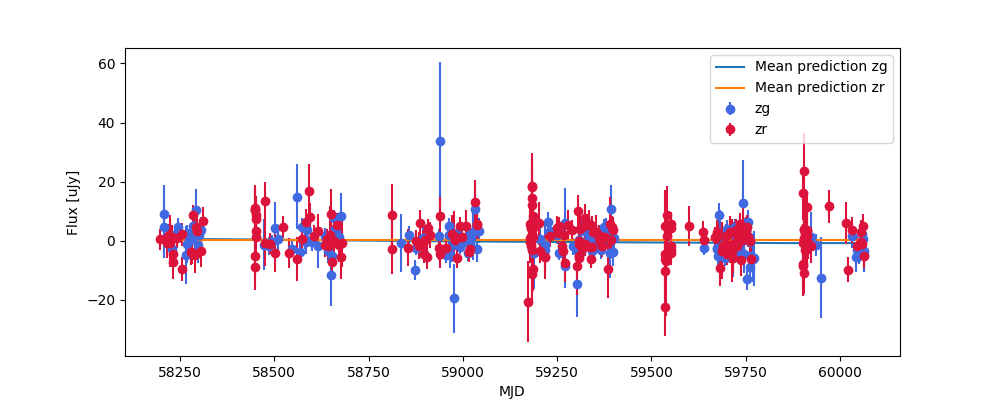 60
40
20
0
−20
Flux [uJy]
58250 58500 58750 59000 59250 59500 59750 60000
MJD
Mean prediction zg
Mean prediction zr
zg
zr